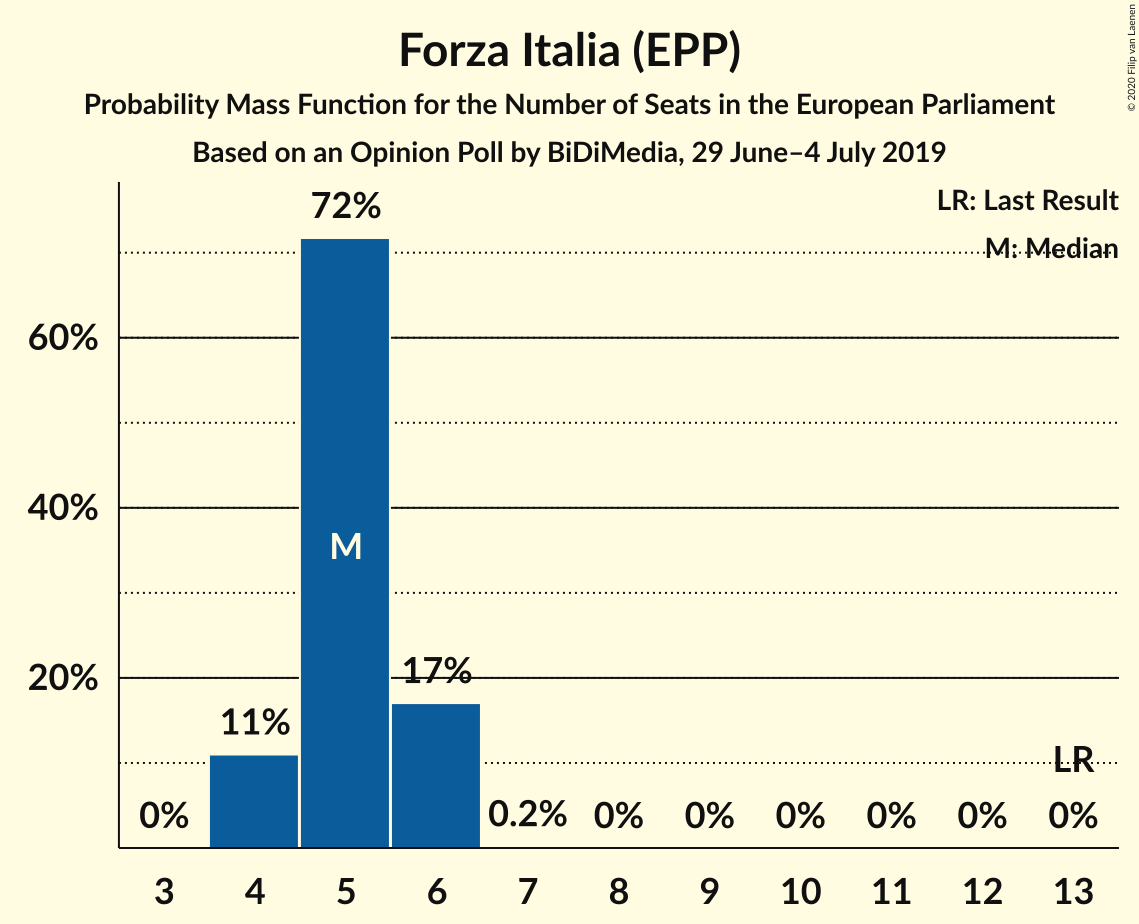 Forza Italia (EPP)
Probability Mass Function for the Number of Seats in the European Parliament
Based on an Opinion Poll by BiDiMedia, 29 June–4 July 2019
© 2020 Filip van Laenen
LR: Last Result
M: Median
72%
60%
40%
M
20%
17%
11%
LR
0%
0.2%
0%
0%
0%
0%
0%
0%
3 4 5 6 7 8 9 10 11 12 13